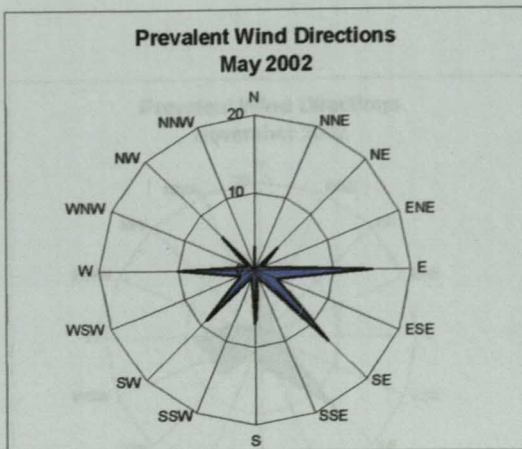 Prevalent Wind Directions
May 2002
N
20
NNW
NNE
NW
NE
10
WNW
ENE
W
E
WSW
ESE
SW
SE
SSW
SSE
S